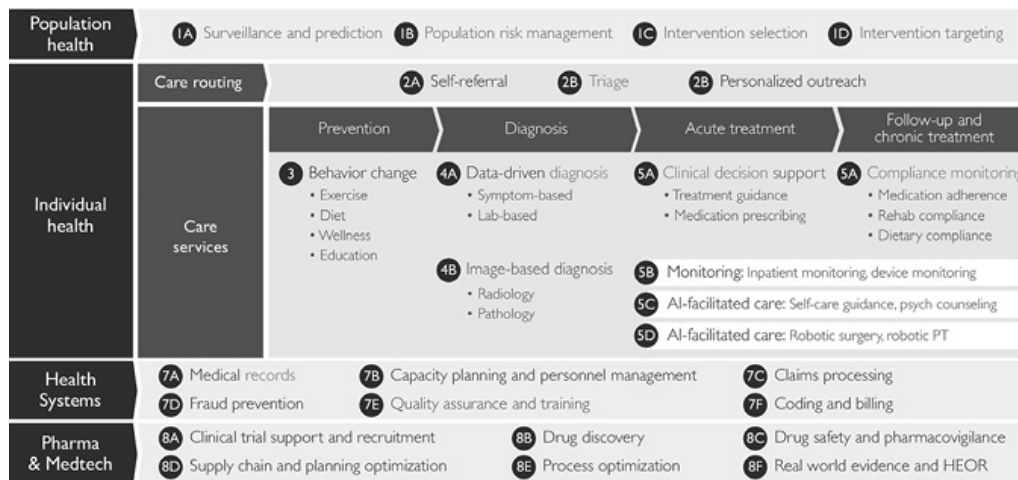 Population health
1A Surveillance and prediction 1B Population risk management 1C Intervention selection 1D Intervention targeting
Individual health
Care routing
2A Self-referral 2B Triage 2B Personalized outreach
Care services
Prevention
Diagnosis
Acute treatment
Follow-up and chronic treatment
3 Behavior change
• Exercise
• Diet
• Wellness
• Education
4A Data-driven diagnosis
• Symptom-based
• Lab-based
4B Image-based diagnosis
• Radiology
• Pathology
5A Clinical decision support
• Treatment guidance
• Medication prescribing
5A Compliance monitoring
• Medication adherence
• Rehab compliance
• Dietary compliance
5B Monitoring: Inpatient monitoring, device monitoring
5C AI-facilitated care: Self-care guidance, psych counseling
5D AI-facilitated care: Robotic surgery, robotic PT
Health Systems
7A Medical records 7B Capacity planning and personnel management 7C Claims processing
7D Fraud prevention 7E Quality assurance and training 7F Coding and billing
Pharma & Medtech
8A Clinical trial support and recruitment 8B Drug discovery 8C Drug safety and pharmacovigilance
8D Supply chain and planning optimization 8E Process optimization 8F Real world evidence and HEOR